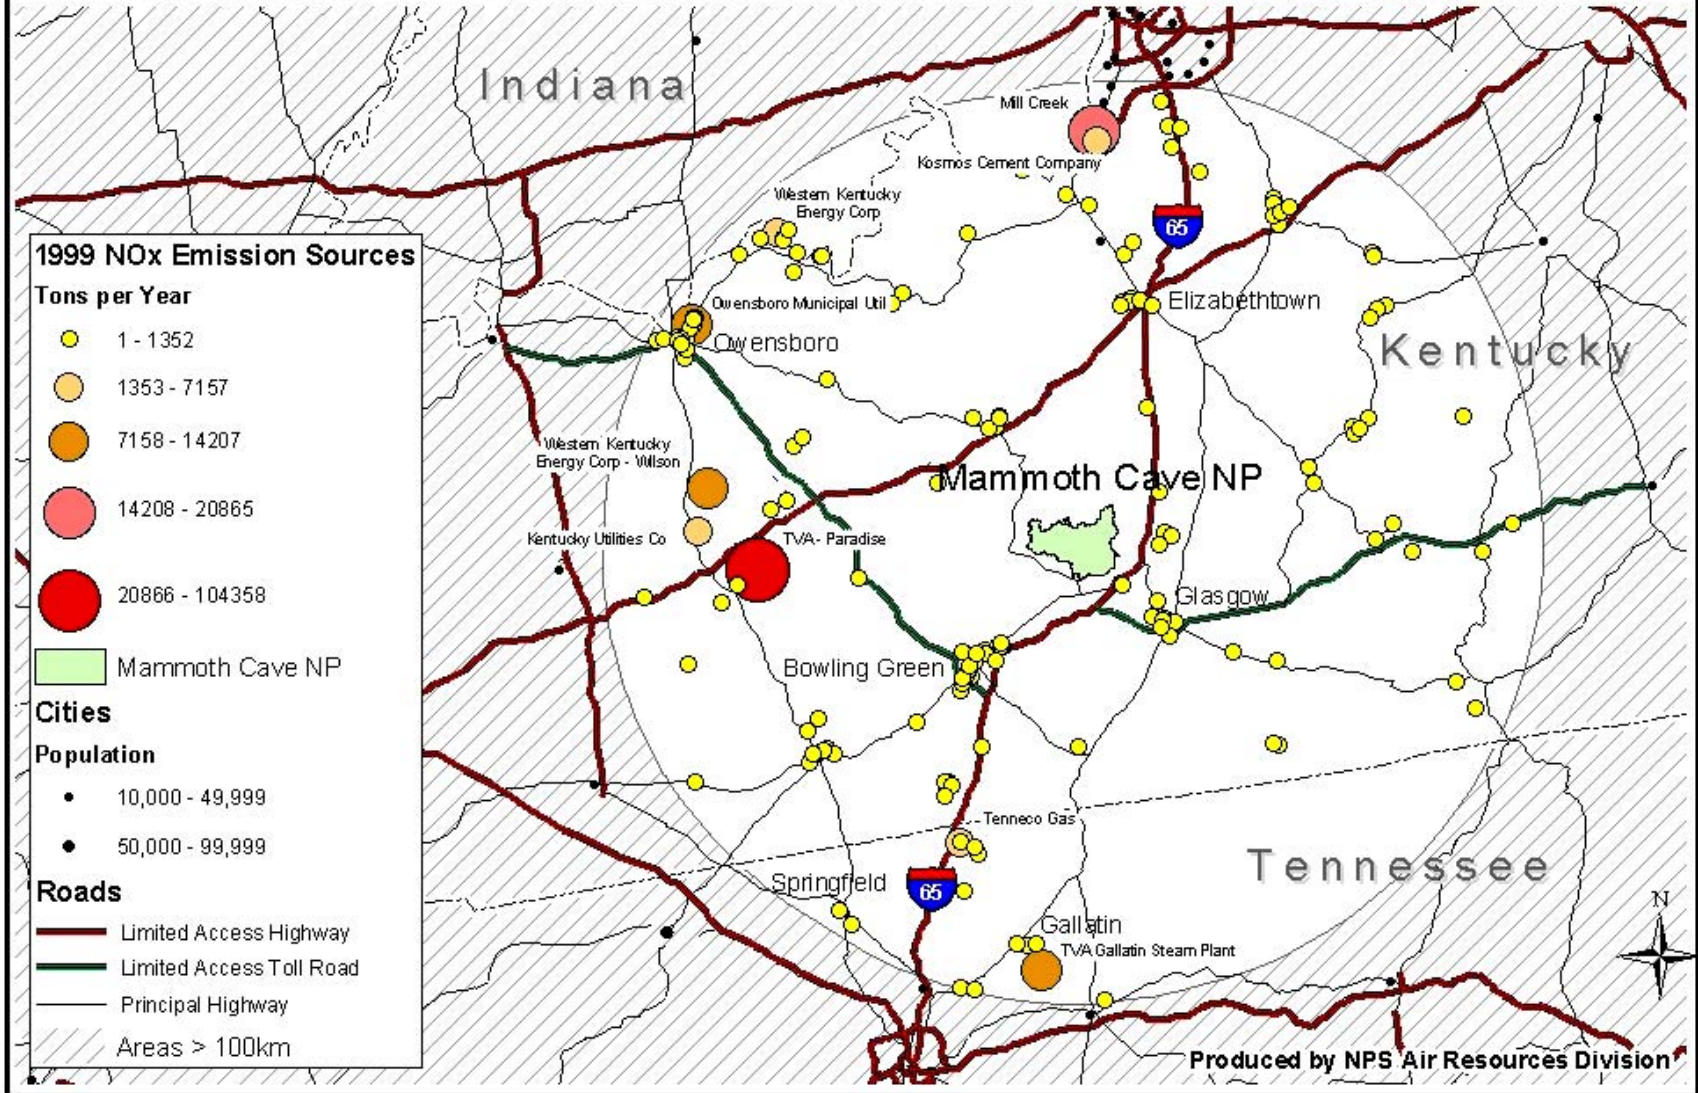 Indiana
Mill Creek
Kosmos Cement Company
Western Kentucky
Energy Corp
65
1999 NOx Emission Sources
Tons per Year
1 - 1352
1353 - 7157
7158 - 14207
14208 - 20865
20866 - 104358
Mammoth Cave NP
Cities
Population
10,000 - 49,999
50,000 - 99,999
Roads
Limited Access Highway
Limited Access Toll Road
Principal Highway
Areas > 100km
Owensboro Municipal Util
Elizabethtown
Owensboro
Kentucky
Western Kentucky
Energy Corp - Wilson
Mammoth Cave NP
Kentucky Utilities Co
TVA - Paradise
Glasgow
Bowling Green
Tenneco Gas
Tennessee
Springfield
65
N
Gallatin
TVA Gallatin Steam Plant
Produced by NPS Air Resources Division